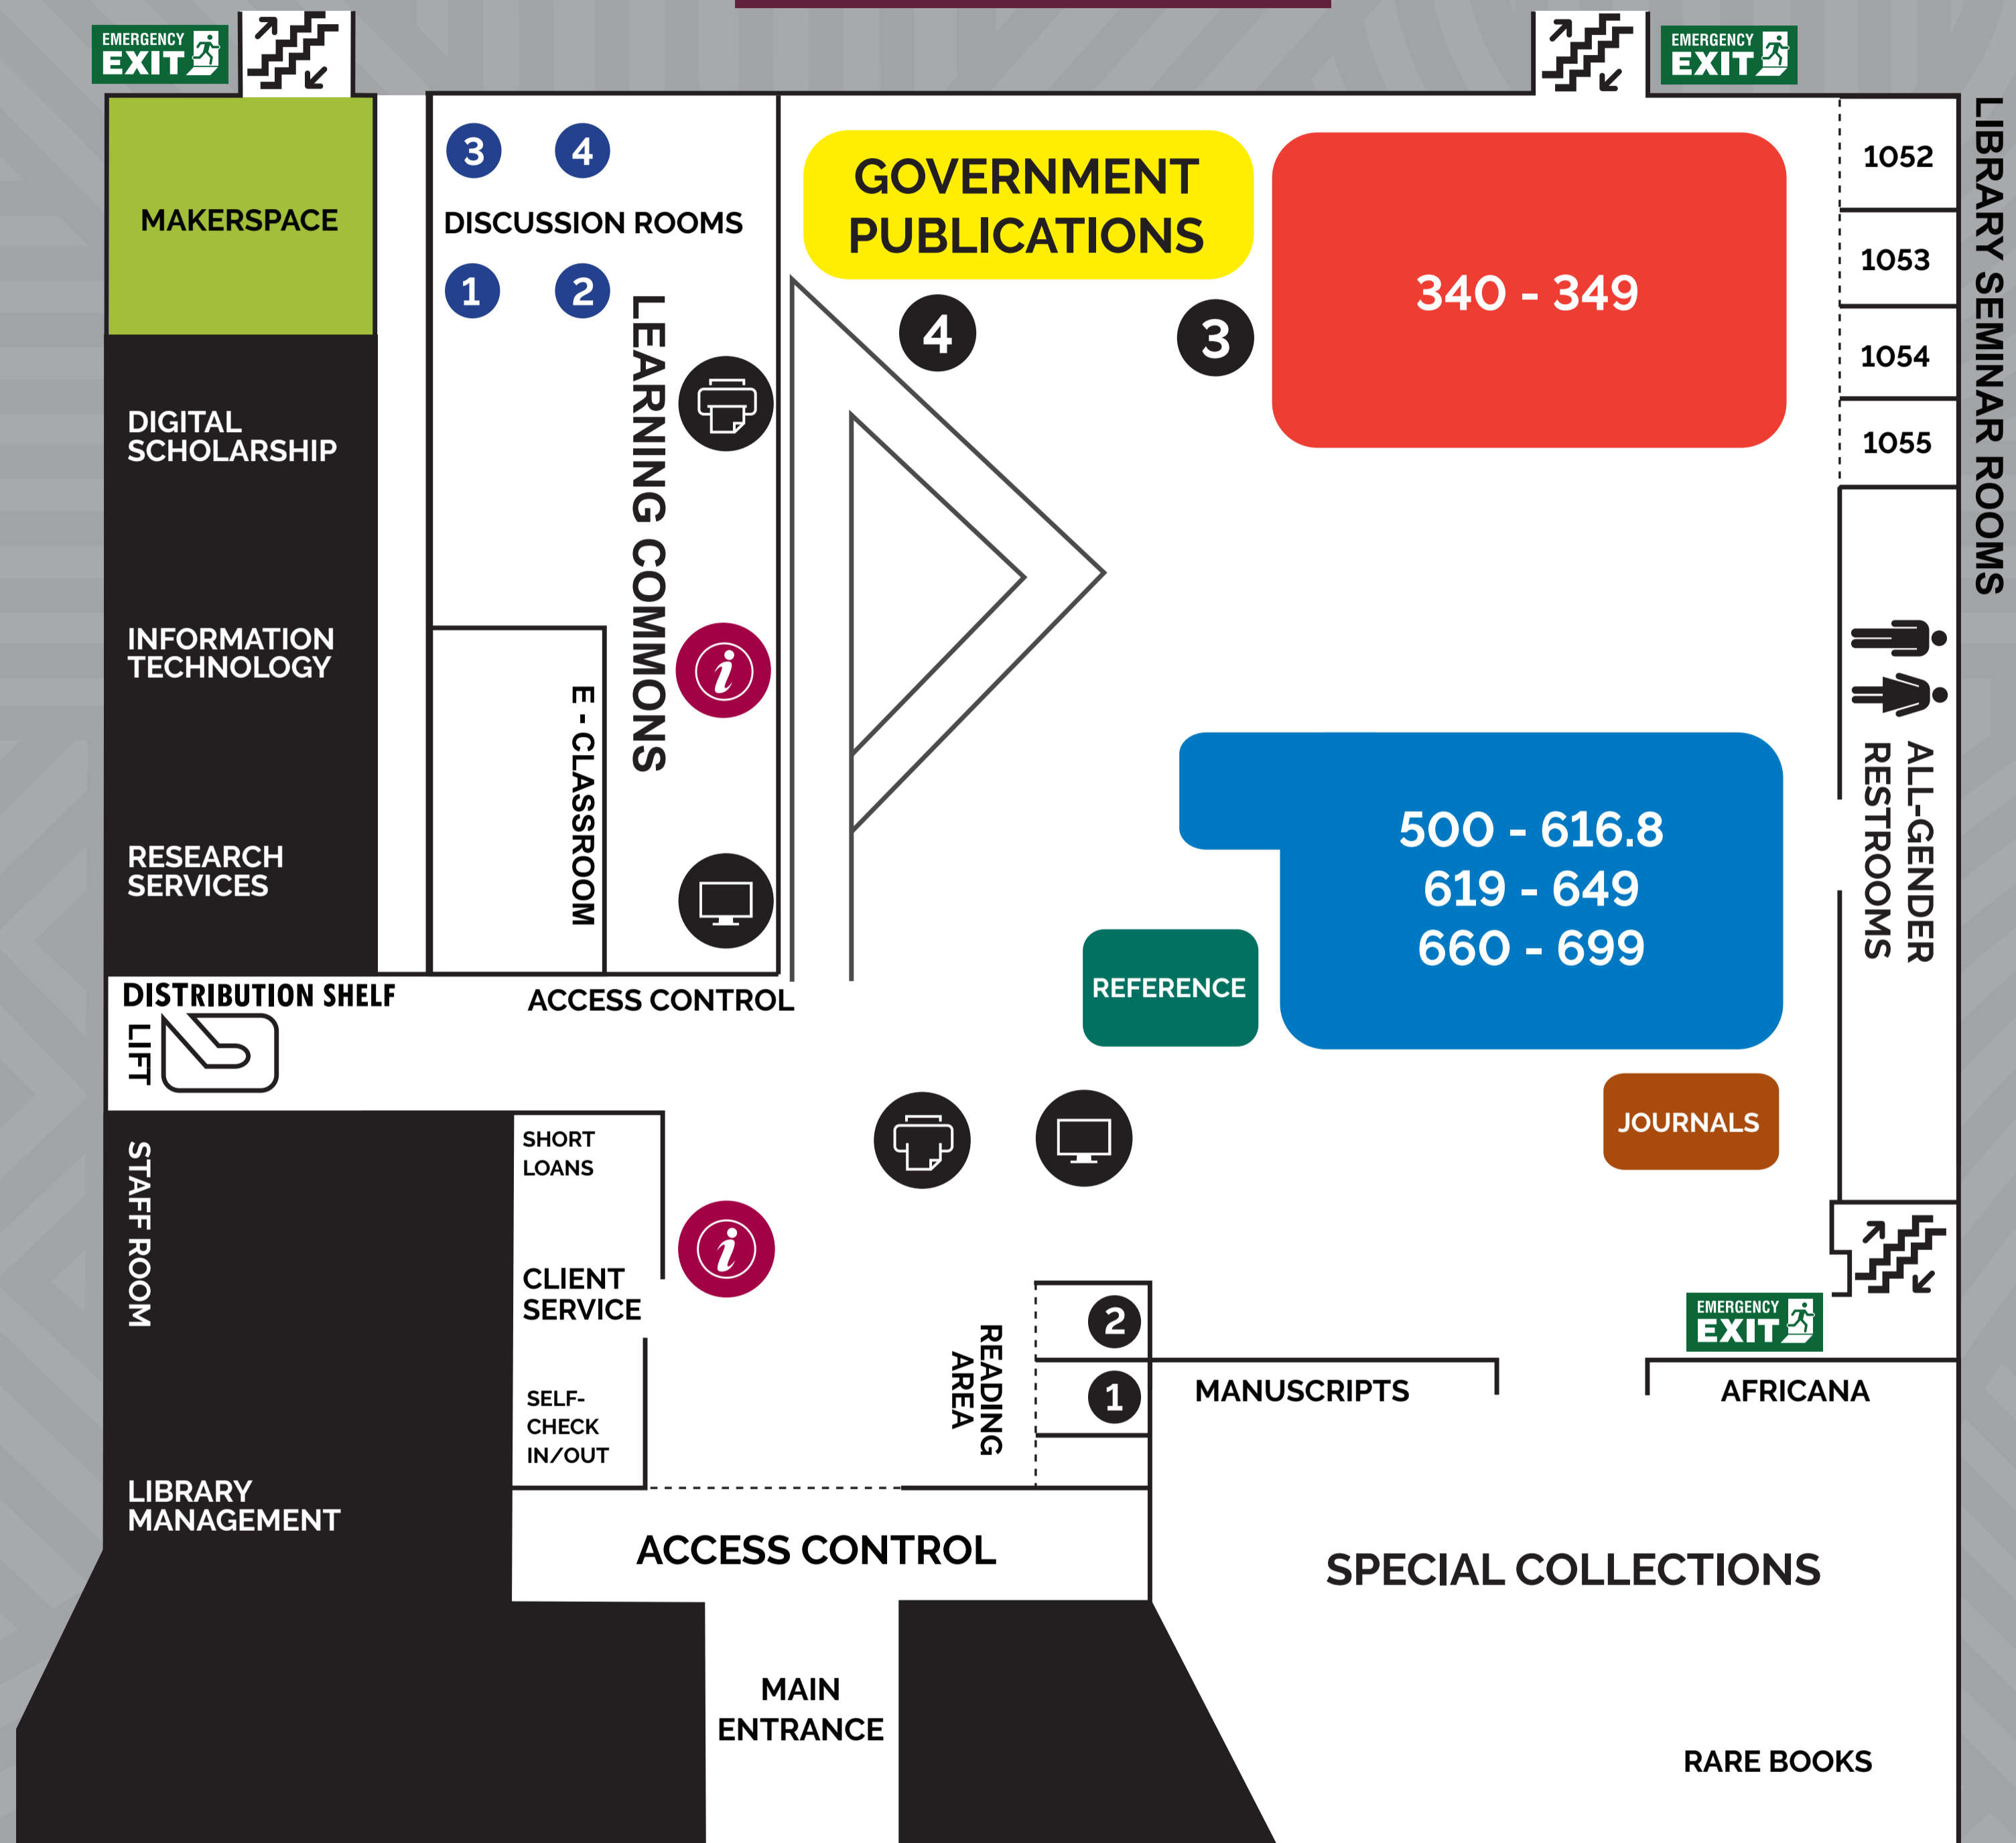 EMERGENCY
EXIT
EMERGENCY
EXIT
MAKERSPACE
3
4
DISCUSSION ROOMS
1
2
LEARNING COMMONS
GOVERNMENT
PUBLICATIONS
4
3
340 - 349
1052
1053
1054
1055
LIBRARY SEMINAR ROOMS
DIGITAL
SCHOLARSHIP
INFORMATION
TECHNOLOGY
RESEARCH
SERVICES
E - CLASSROOM
i
500 - 616.8
619 - 649
660 - 699
ALL-GENDER
RESTROOMS
REFERENCE
DISTRIBUTION SHELF
ACCESS CONTROL
LIFT
JOURNALS
STAFF ROOM
SHORT
LOANS
CLIENT
SERVICE
i
SELF-
CHECK
IN/OUT
READING
AREA
2
1
EMERGENCY
EXIT
MANUSCRIPTS
AFRICANA
LIBRARY
MANAGEMENT
ACCESS CONTROL
SPECIAL COLLECTIONS
MAIN
ENTRANCE
RARE BOOKS